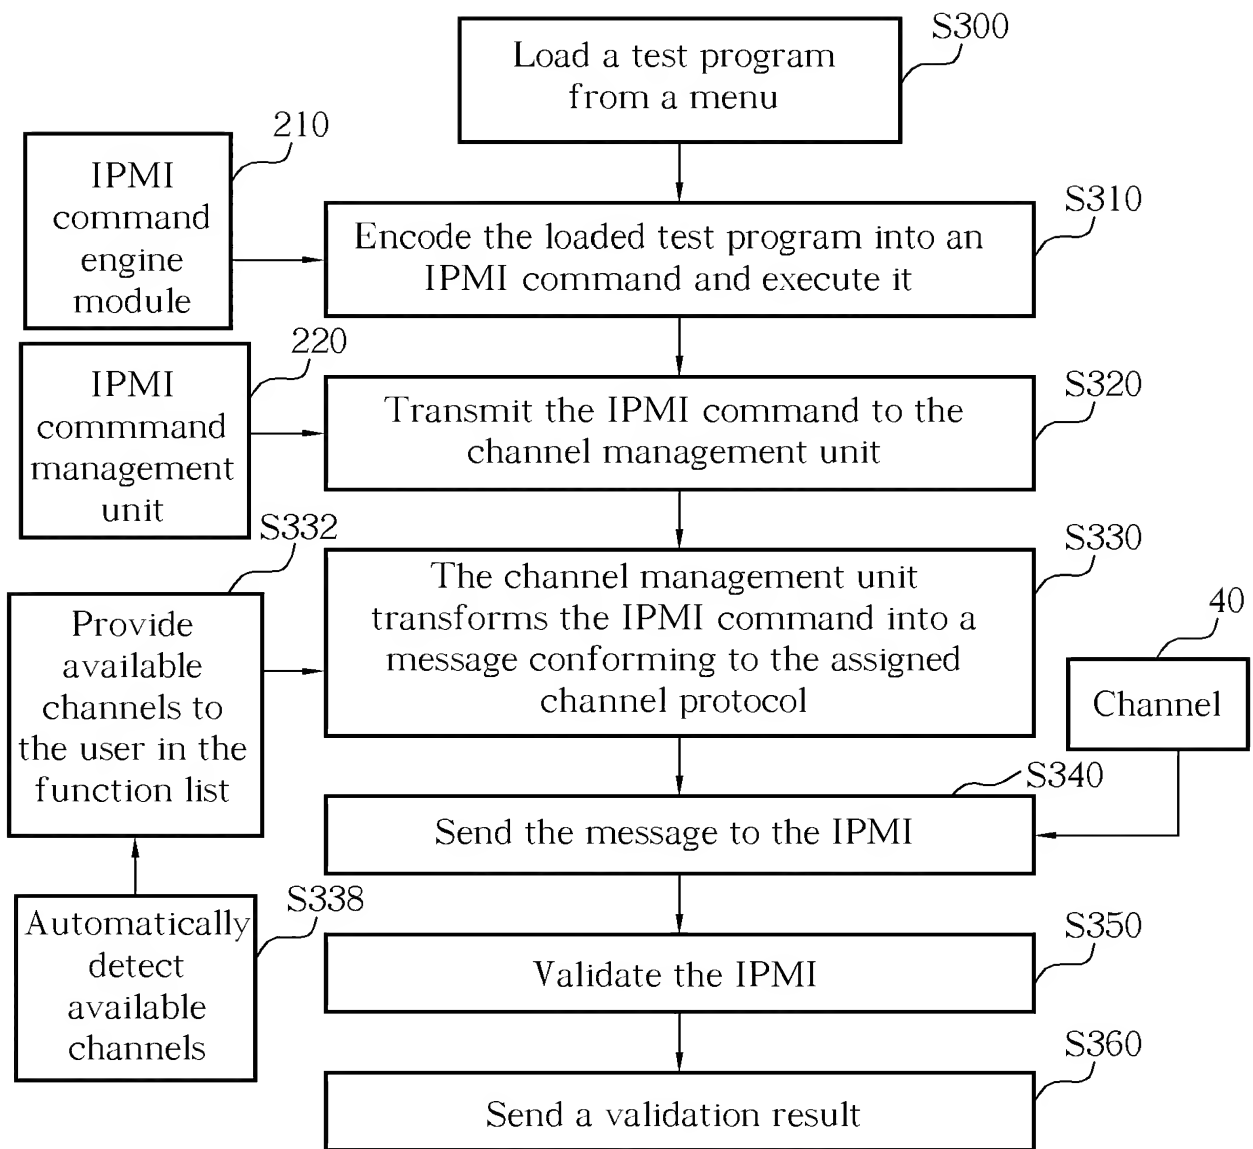 Load a test program
from a menu
S300
IPMI
command
engine
module
210
Encode the loaded test program into an
IPMI command and execute it
S310
IPMI
commmand
management
unit
220
Transmit the IPMI command to the
channel management unit
S320
The channel management unit
transforms the IPMI command into a
message conforming to the assigned
channel protocol
S330
Provide
available
channels to
the user in the
function list
S332
Channel
40
Send the message to the IPMI
S340
Automatically
detect
available
channels
S338
Validate the IPMI
S350
Send a validation result
S360